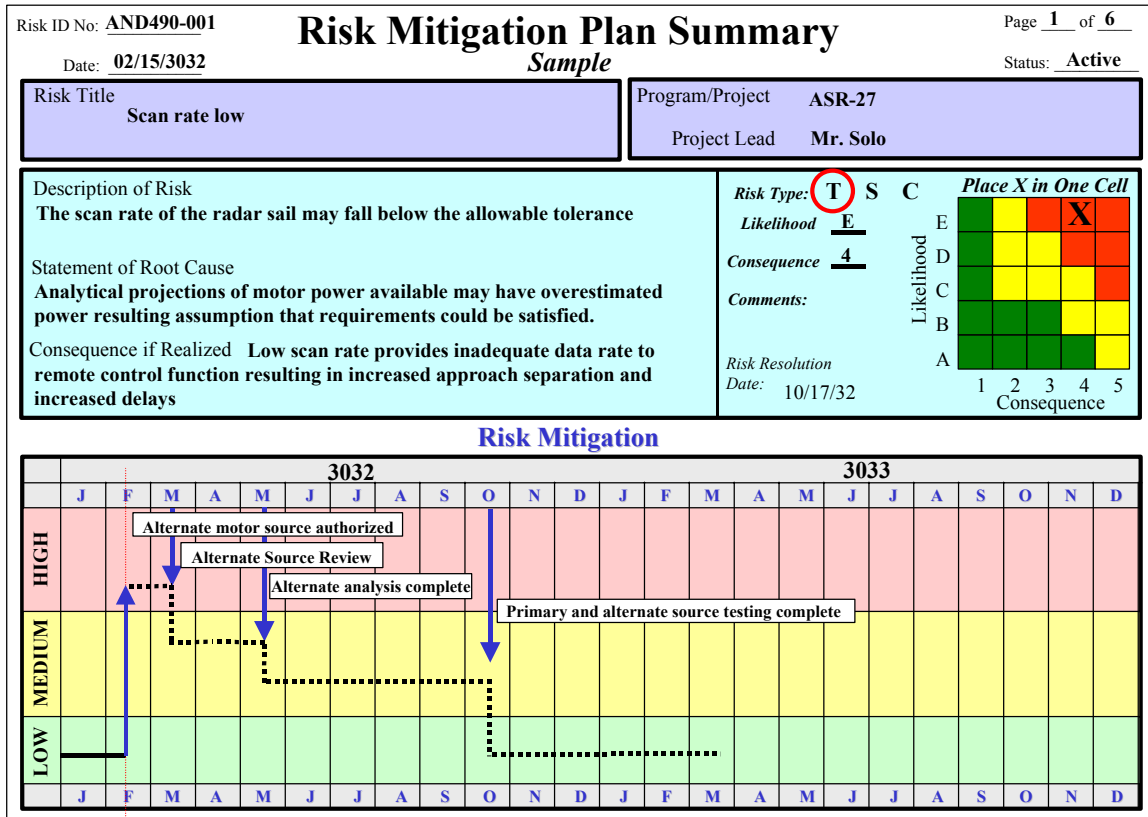 Risk ID No: AND490-001
Risk Mitigation Plan Summary
Page 1 of 6
Date: 02/15/3032
Sample
Status: Active
Risk Title
Scan rate low
Program/Project ASR-27
Project Lead Mr. Solo
Description of Risk
The scan rate of the radar sail may fall below the allowable tolerance
Statement of Root Cause
Analytical projections of motor power available may have overestimated
power resulting assumption that requirements could be satisfied.
Consequence if Realized Low scan rate provides inadequate data rate to
remote control function resulting in increased approach separation and
increased delays
Risk Type: T S C
Likelihood E
Consequence 4
Comments:
Risk Resolution
Date: 10/17/32
Place X in One Cell
Likelihood
E X
D
C
B
A
1 2 3 4 5
Consequence
Risk Mitigation
3032 3033
J F M A M J J A S O N D J F M A M J J A S O N D
HIGH
Alternate motor source authorized
Alternate Source Review
Alternate analysis complete
Primary and alternate source testing complete
MEDIUM
LOW
J F M A M J J A S O N D J F M A M J J A S O N D